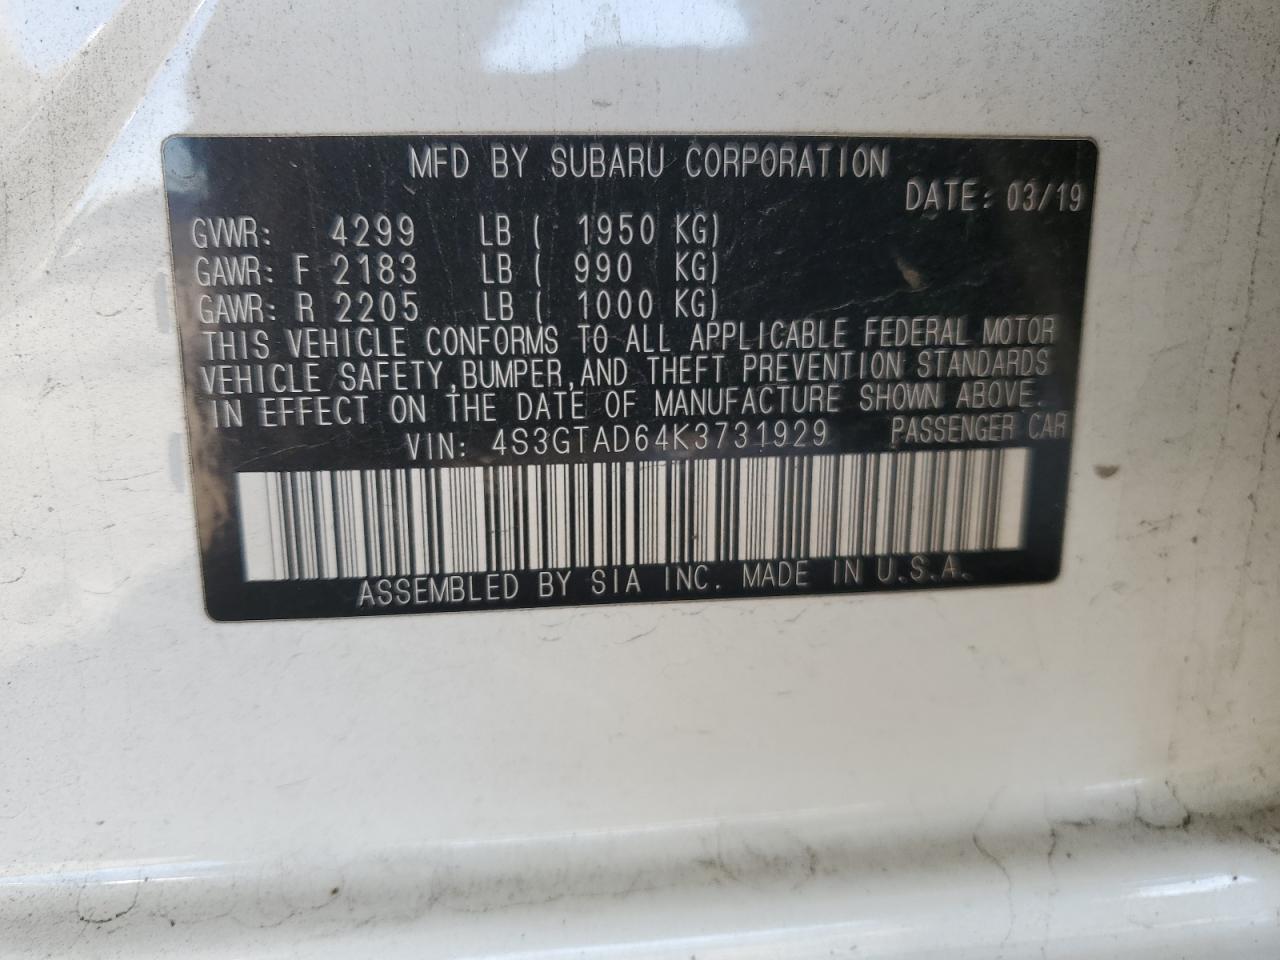 MFD BY SUBARU CORPORATION
DATE: 03/19
GVWR: 4299 LB ( 1950 KG)
GAWR: F 2183 LB ( 990 KG)
GAWR: R 2205 LB ( 1000 KG)
THIS VEHICLE CONFORMS TO ALL APPLICABLE FEDERAL MOTOR
VEHICLE SAFETY,BUMPER,AND THEFT PREVENTION STANDARDS
IN EFFECT ON THE DATE OF MANUFACTURE SHOWN ABOVE.
VIN: 4S3GTAD64K3731929 PASSENGER CAR
ASSEMBLED BY SIA INC. MADE IN U.S.A.